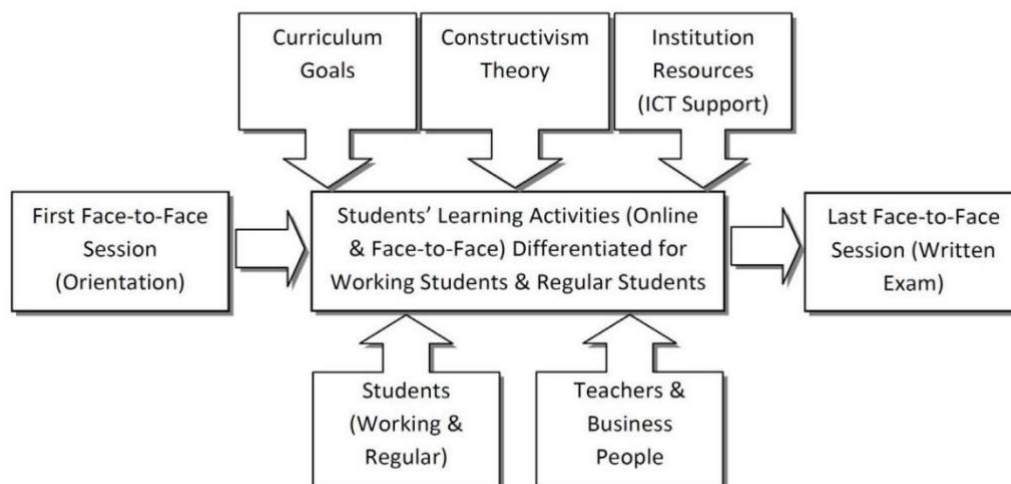 Curriculum
Goals
Constructivism
Theory
Institution
Resources
(ICT Support)
First Face-to-Face
Session
(Orientation)
Students’ Learning Activities (Online
& Face-to-Face) Differentiated for
Working Students & Regular Students
Last Face-to-Face
Session (Written
Exam)
Students
(Working &
Regular)
Teachers &
Business
People